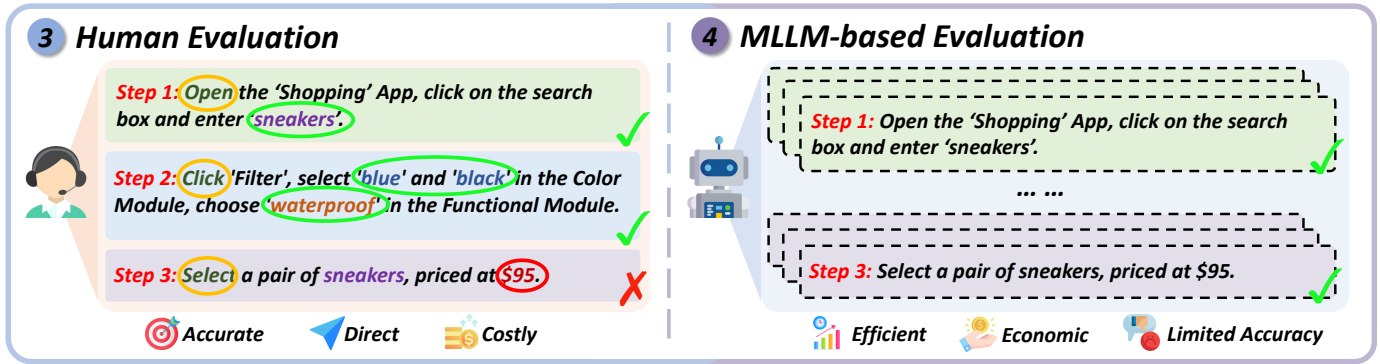 3 Human Evaluation
Step 1: Open the ‘Shopping’ App, click on the search
box and enter ‘sneakers’.
Step 2: Click 'Filter', select 'blue' and 'black' in the Color
Module, choose 'waterproof' in the Functional Module.
Step 3: Select a pair of sneakers, priced at $95.
Accurate Direct Costly
4 MLLM-based Evaluation
Step 1: Open the ‘Shopping’ App, click on the search
box and enter ‘sneakers’.
... ...
Step 3: Select a pair of sneakers, priced at $95.
Efficient Economic Limited Accuracy